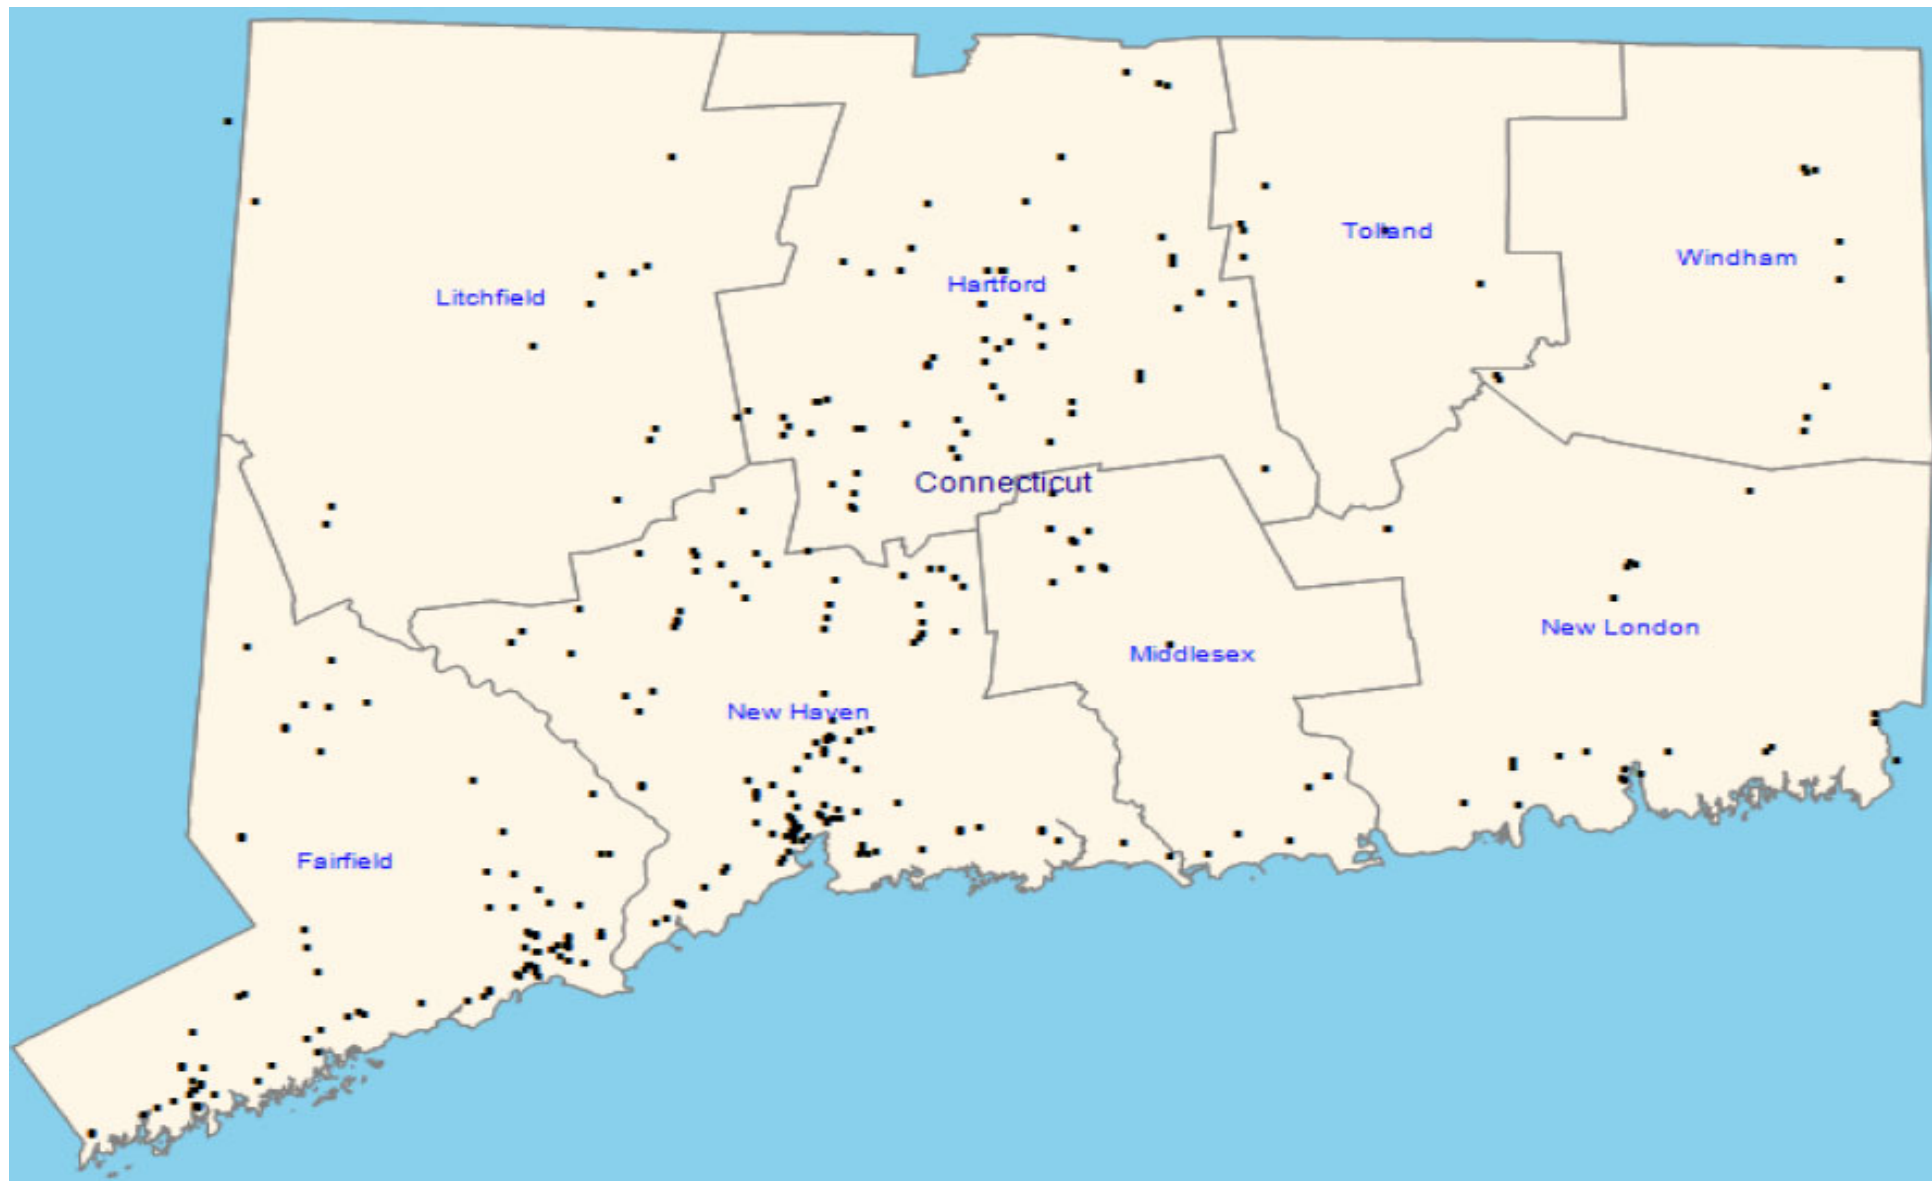 Tolland
Windham
Hartford
Litchfield
Connecticut
New London
Middlesex
New Haven
Fairfield